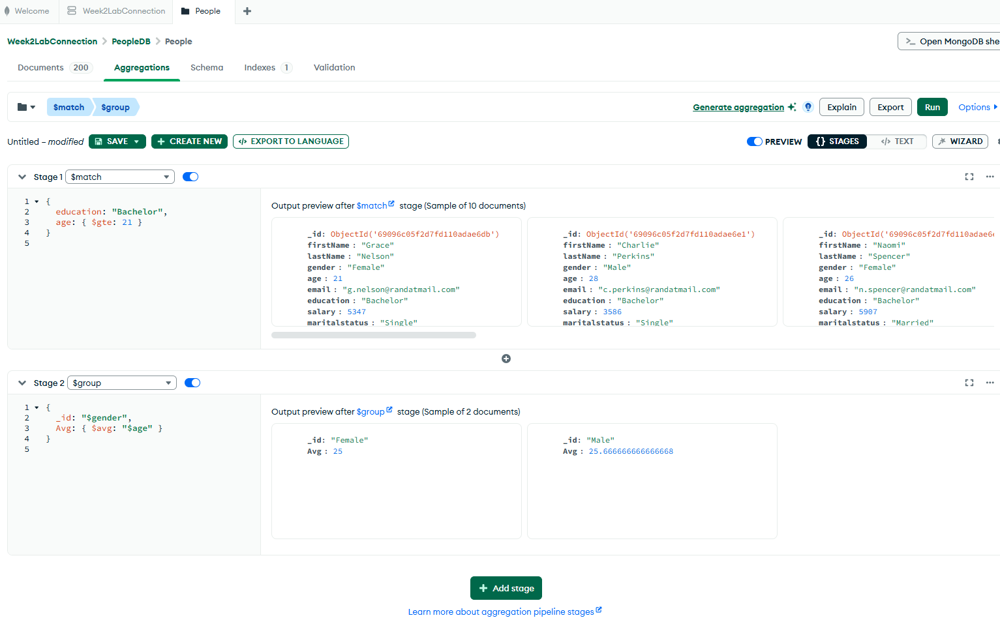 Welcome
Week2LabConnection
People
Week2LabConnection
PeopleDB
People
Open MongoDB she
Documents 200
Aggregations
Schema
Indexes 1
Validation
$match
$group
Generate aggregation
Explain
Export
Run
Options
Untitled – modified
SAVE
CREATE NEW
EXPORT TO LANGUAGE
PREVIEW
{} STAGES
</> TEXT
WIZARD
Stage 1 $match
1 {
2 education: "Bachelor",
3 age: { $gte: 21 }
4 }
5
Output preview after $match stage (Sample of 10 documents)
_id: ObjectId('69096c05f2d7fd110adae6db')
firstName : "Grace"
lastName : "Nelson"
gender : "Female"
age : 21
email : "g.nelson@randatmail.com"
education : "Bachelor"
salary : 5347
maritalstatus : "Single"
_id: ObjectId('69096c05f2d7fd110adae6e1')
firstName : "Charlie"
lastName : "Perkins"
gender : "Male"
age : 28
email : "c.perkins@randatmail.com"
education : "Bachelor"
salary : 3586
maritalstatus : "Single"
_id: ObjectId('69096c05f2d7fd110adae6
firstName : "Naomi"
lastName : "Spencer"
gender : "Female"
age : 26
email : "n.spencer@randatmail.com"
education : "Bachelor"
salary : 5907
maritalstatus : "Married"
Stage 2 $group
1 {
2 _id: "$gender",
3 Avg: { $avg: "$age" }
4 }
5
Output preview after $group stage (Sample of 2 documents)
_id: "Female"
Avg : 25
_id: "Male"
Avg : 25.666666666666668
Add stage
Learn more about aggregation pipeline stages